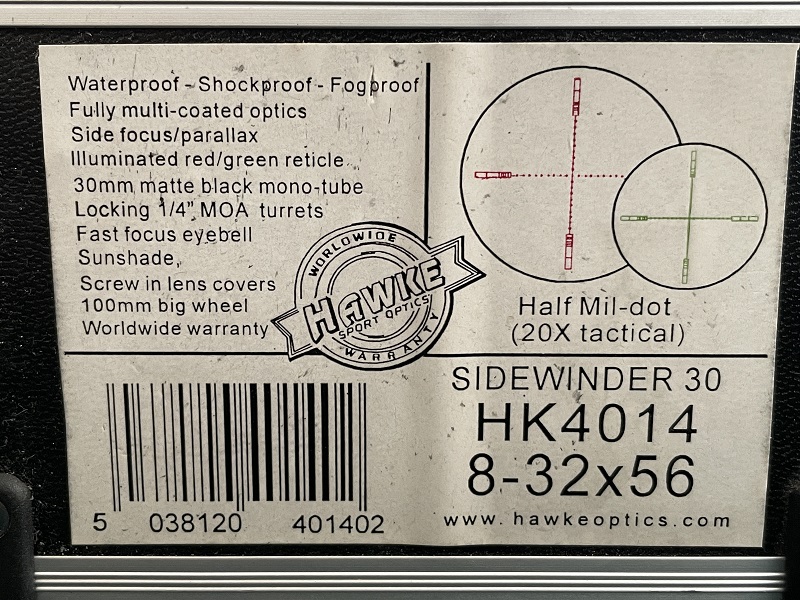 Waterproof - Shockproof - Fogproof
Fully multi-coated optics
Side focus/parallax
Illuminated red/green reticle
30mm matte black mono-tube
Locking 1/4" MOA turrets
Fast focus eyebell
Sunshade
Screw in lens covers
100mm big wheel
Worldwide warranty
WORLDWIDE
HAWKE
SPORT OPTICS
WARRANTY
Half Mil-dot
(20X tactical)
SIDEWINDER 30
HK4014
8-32x56
www.hawkeoptics.com
5 038120 401402